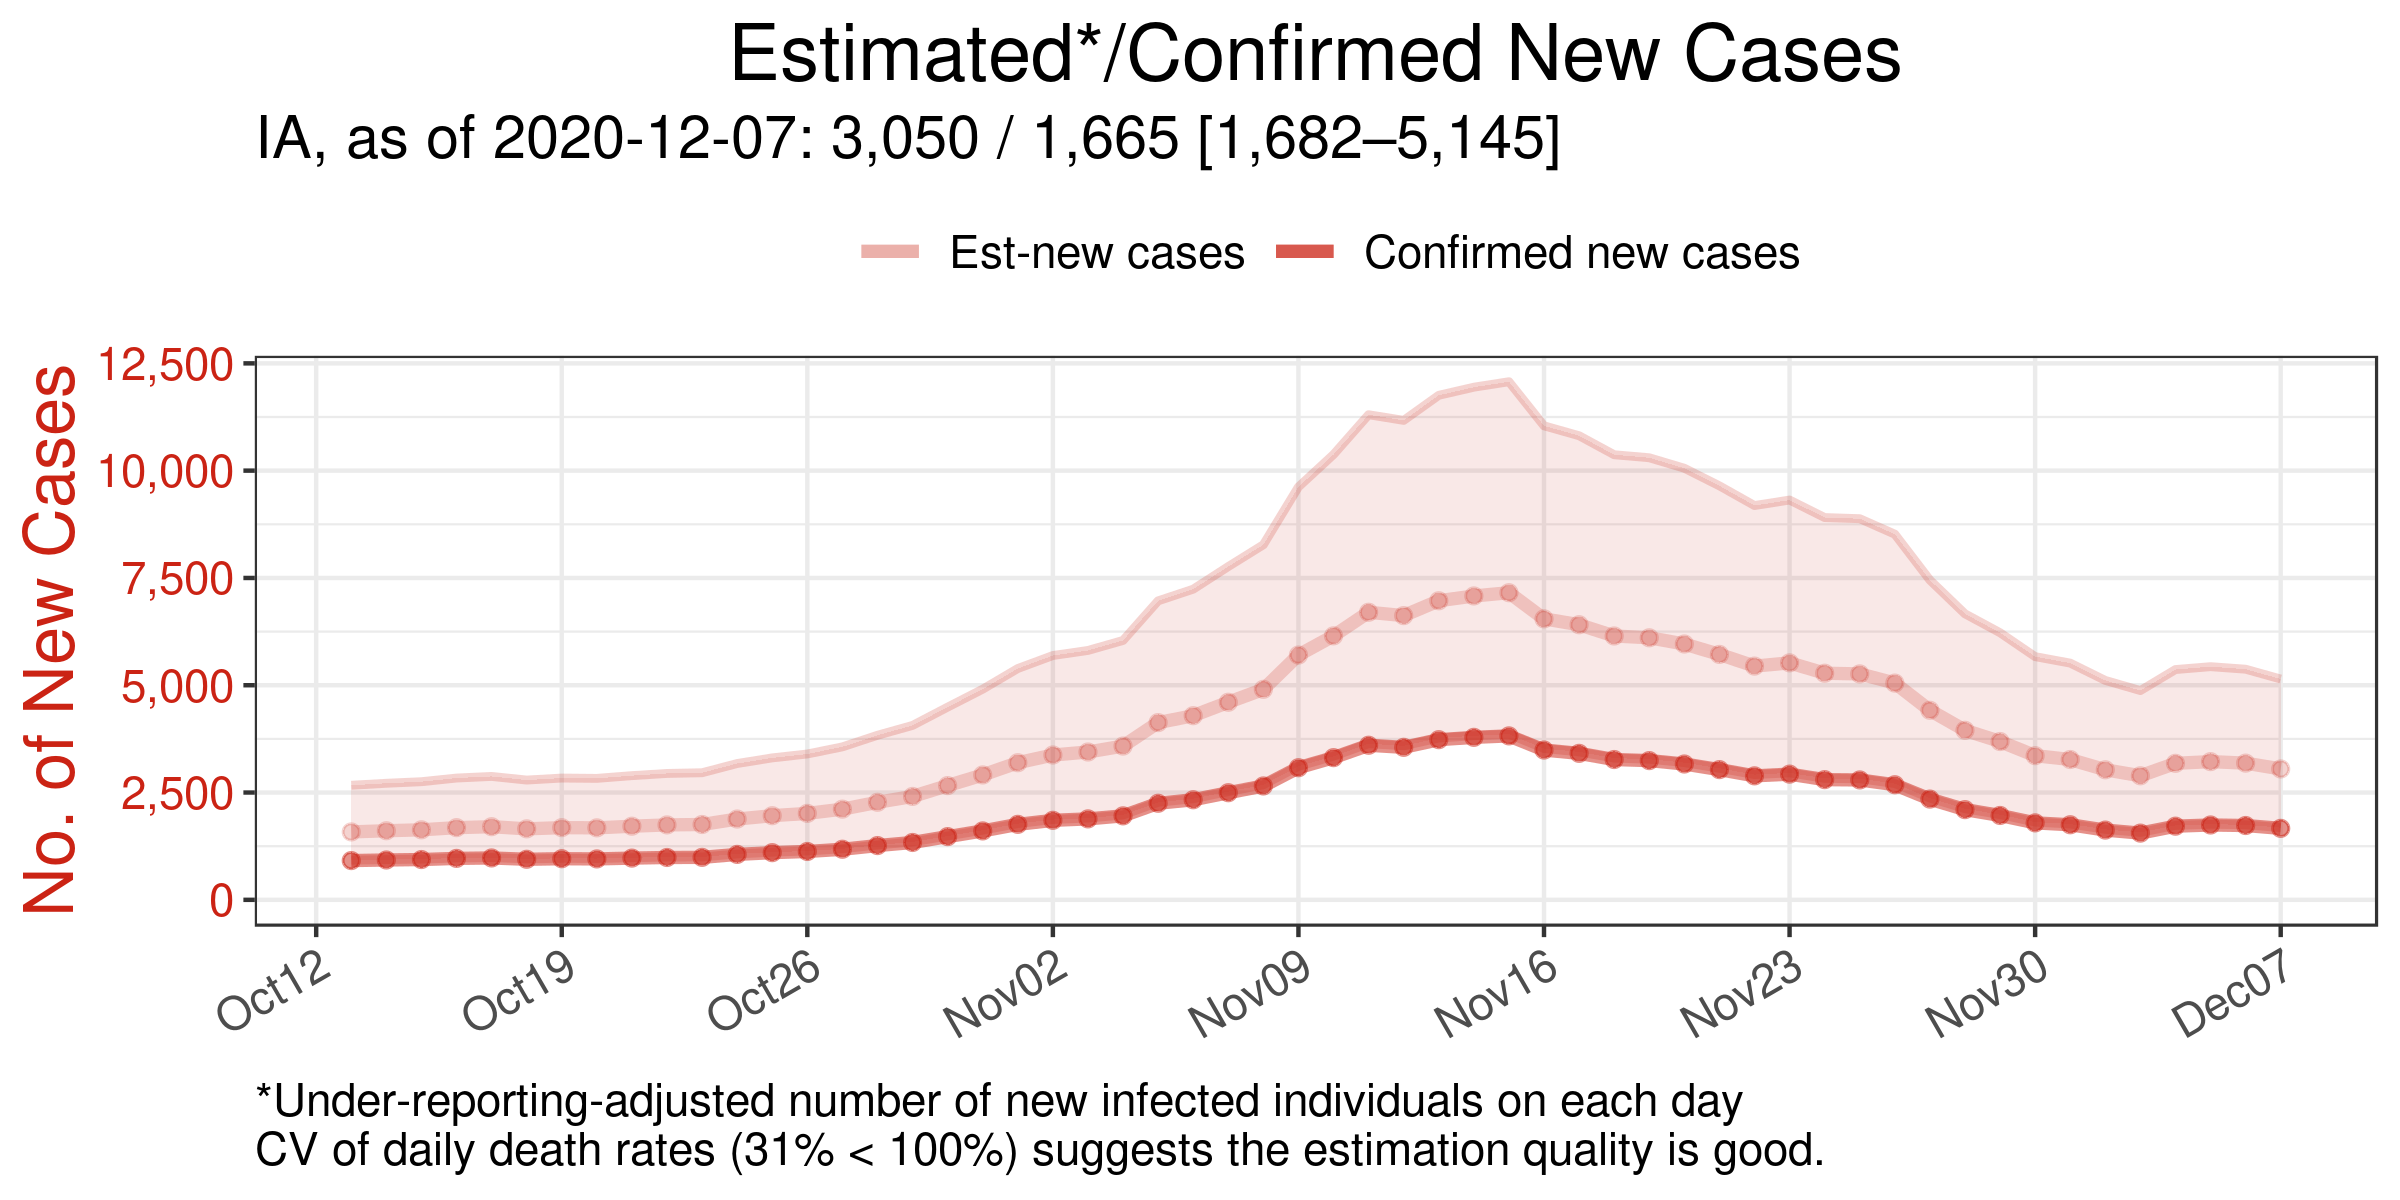 Estimated*/Confirmed New Cases
IA, as of 2020-12-07: 3,050 / 1,665 [1,682–5,145]
Est-new cases
Confirmed new cases
No. of New Cases
12,500
10,000
7,500
5,000
2,500
0
Oct12
Oct19
Oct26
Nov02
Nov09
Nov16
Nov23
Nov30
Dec07
*Under-reporting-adjusted number of new infected individuals on each day
CV of daily death rates (31% < 100%) suggests the estimation quality is good.